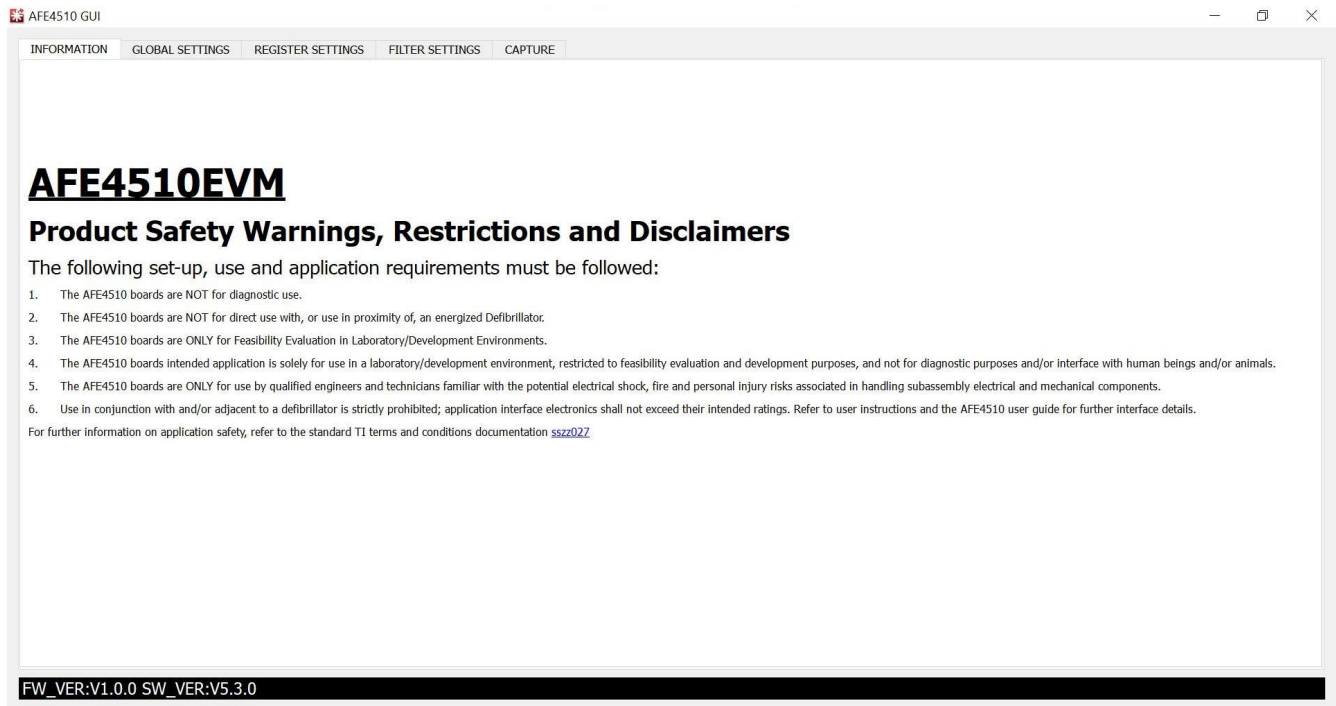 AFE4510 GUI
INFORMATION GLOBAL SETTINGS REGISTER SETTINGS FILTER SETTINGS CAPTURE
AFE4510EVM
Product Safety Warnings, Restrictions and Disclaimers
The following set-up, use and application requirements must be followed:
1. The AFE4510 boards are NOT for diagnostic use.
2. The AFE4510 boards are NOT for direct use with, or use in proximity of, an energized Defibrillator.
3. The AFE4510 boards are ONLY for Feasibility Evaluation in Laboratory/Development Environments.
4. The AFE4510 boards intended application is solely for use in a laboratory/development environment, restricted to feasibility evaluation and development purposes, and not for diagnostic purposes and/or interface with human beings and/or animals.
5. The AFE4510 boards are ONLY for use by qualified engineers and technicians familiar with the potential electrical shock, fire and personal injury risks associated in handling subassembly electrical and mechanical components.
6. Use in conjunction with and/or adjacent to a defibrillator is strictly prohibited; application interface electronics shall not exceed their intended ratings. Refer to user instructions and the AFE4510 user guide for further interface details.
For further information on application safety, refer to the standard TI terms and conditions documentation sszz027
FW_VER:V1.0.0 SW_VER:V5.3.0